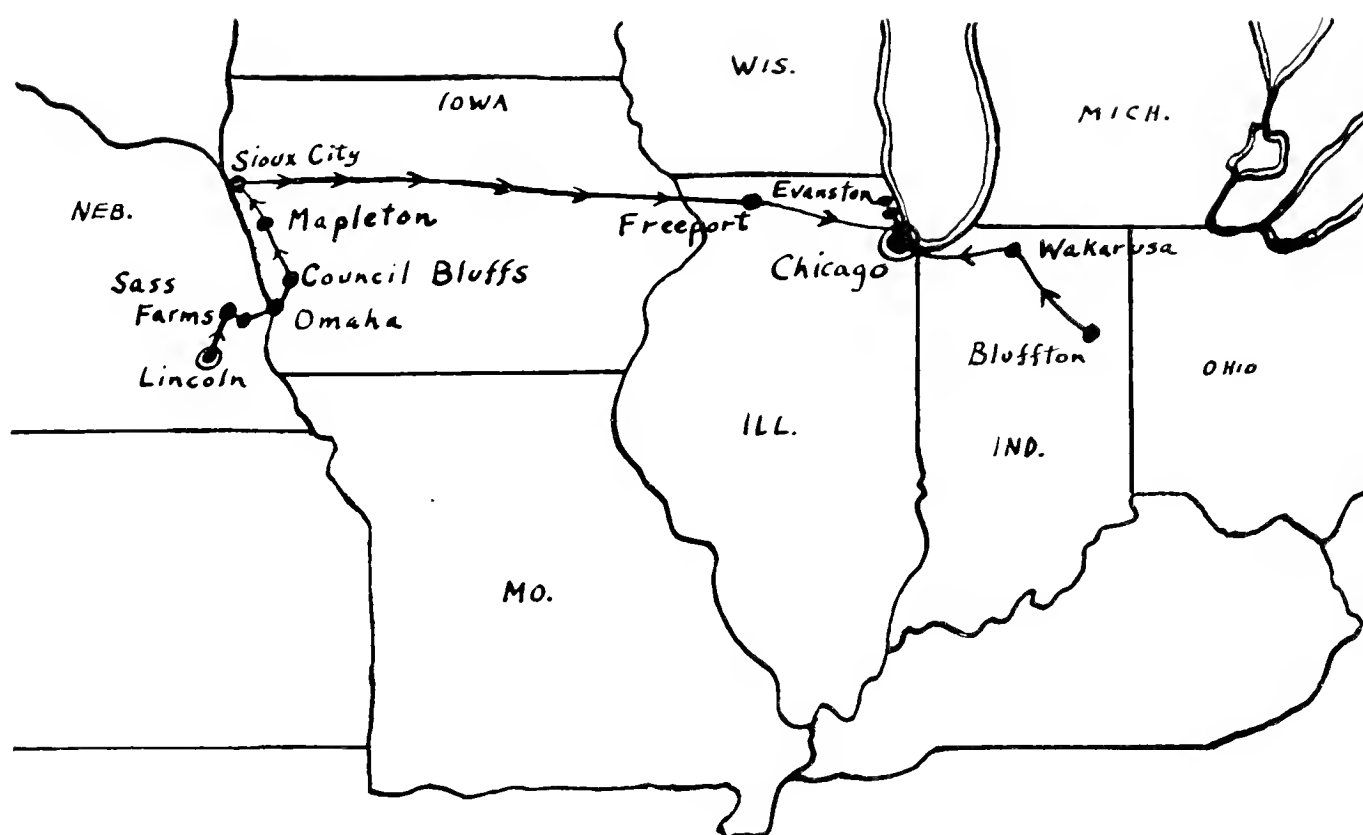 WIS.
IOWA
MICH.
Sioux City
Evanston
NEB.
Mapleton
Freeport
Wakarusa
Chicago
Council Bluffs
Sass
Farms
Omaha
Bluffton
Lincoln
OHIO
ILL.
IND.
MO.